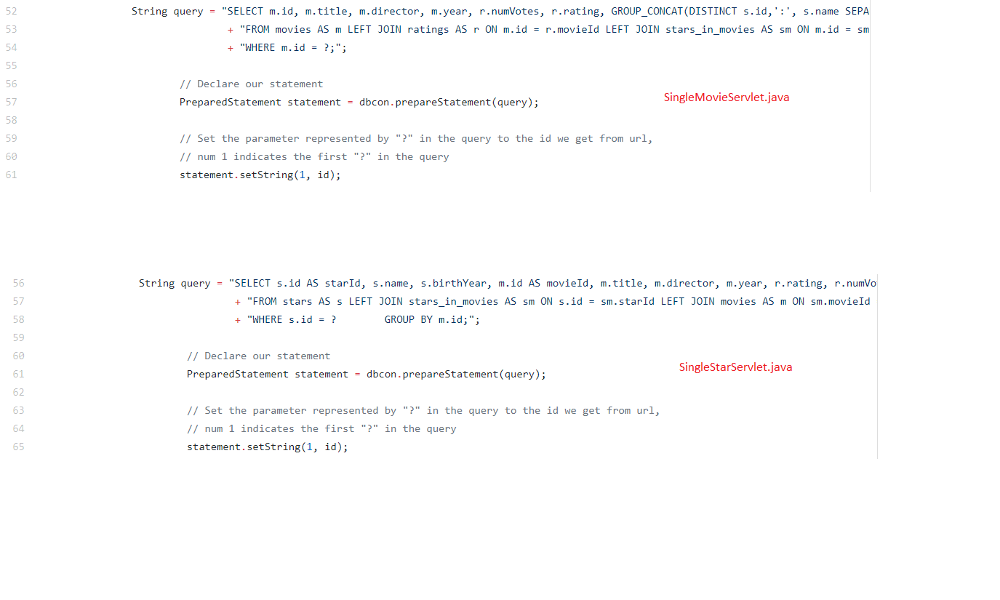 52 String query = "SELECT m.id, m.title, m.director, m.year, r.numVotes, r.rating, GROUP_CONCAT(DISTINCT s.id,':', s.name SEPA
53 + "FROM movies AS m LEFT JOIN ratings AS r ON m.id = r.movieId LEFT JOIN stars_in_movies AS sm ON m.id = sm
54 + "WHERE m.id = ?;";
55
56 // Declare our statement
57 PreparedStatement statement = dbcon.prepareStatement(query);
SingleMovieServlet.java
58
59 // Set the parameter represented by "?" in the query to the id we get from url,
60 // num 1 indicates the first "?" in the query
61 statement.setString(1, id);
56 String query = "SELECT s.id AS starId, s.name, s.birthYear, m.id AS movieId, m.title, m.director, m.year, r.rating, r.numVo
57 + "FROM stars AS s LEFT JOIN stars_in_movies AS sm ON s.id = sm.starId LEFT JOIN movies AS m ON sm.movieId
58 + "WHERE s.id = ? GROUP BY m.id;";
59
60 // Declare our statement
61 PreparedStatement statement = dbcon.prepareStatement(query);
SingleStarServlet.java
62
63 // Set the parameter represented by "?" in the query to the id we get from url,
64 // num 1 indicates the first "?" in the query
65 statement.setString(1, id);